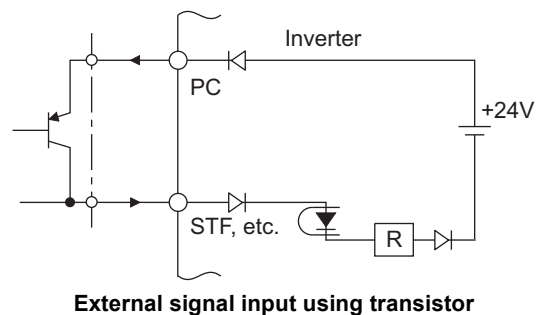 Inverter
PC
+24V
STF, etc.
R
External signal input using transistor